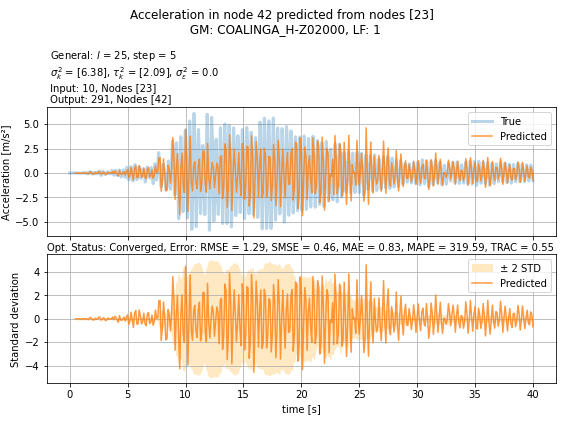 Acceleration in node 42 predicted from nodes [23]
GM: COALINGA_H-Z02000, LF: 1
General: l = 25, step = 5
σ²ₖ = [6.38], τ²ₖ = [2.09], σ²ᵣ = 0.0
Input: 10, Nodes [23]
Output: 291, Nodes [42]
Acceleration [m/s²]
5.0
2.5
0.0
−2.5
−5.0
True
Predicted
Opt. Status: Converged, Error: RMSE = 1.29, SMSE = 0.46, MAE = 0.83, MAPE = 319.59, TRAC = 0.55
Standard deviation
4
2
0
−2
−4
± 2 STD
Predicted
0 5 10 15 20 25 30 35 40
time [s]